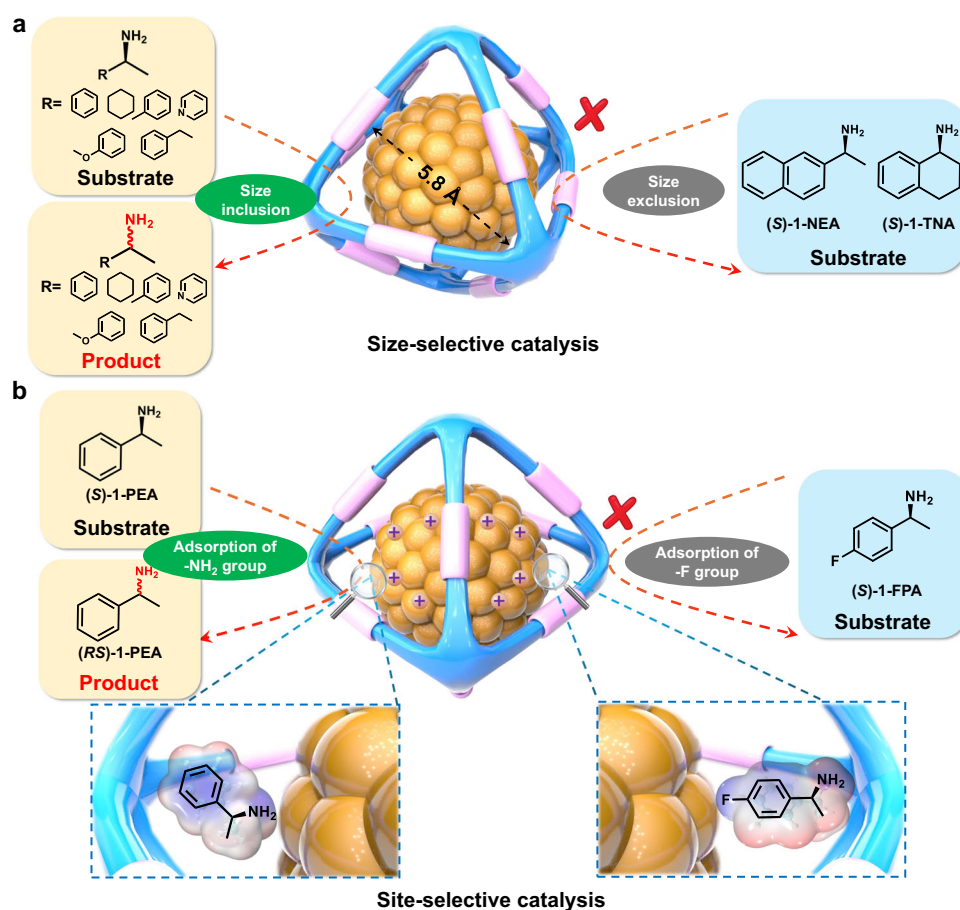 a
NH₂
R
R=
N
O
Substrate
Size
inclusion
NH₂
R
R=
N
O
Product
5.8 Å
Size
exclusion
NH₂
NH₂
(S)-1-NEA
(S)-1-TNA
Substrate
Size-selective catalysis
b
NH₂
(S)-1-PEA
Substrate
Adsorption of
-NH₂ group
NH₂
(RS)-1-PEA
Product
+ + + + + + + +
Adsorption of
-F group
NH₂
F
(S)-1-FPA
Substrate
NH₂
F
NH₂
Site-selective catalysis